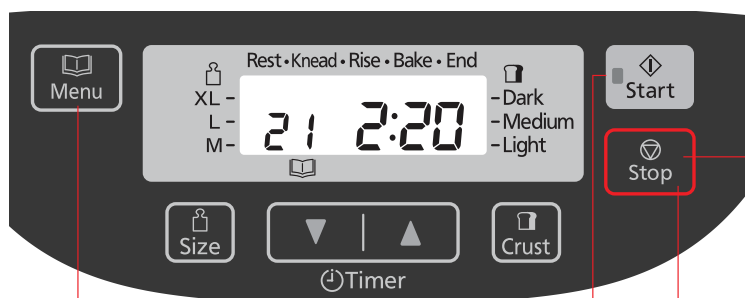 Menu
Rest•Knead•Rise•Bake•End
XL
L
M
21 2:20
Dark
Medium
Light
Start
Stop
Size
Timer
Crust